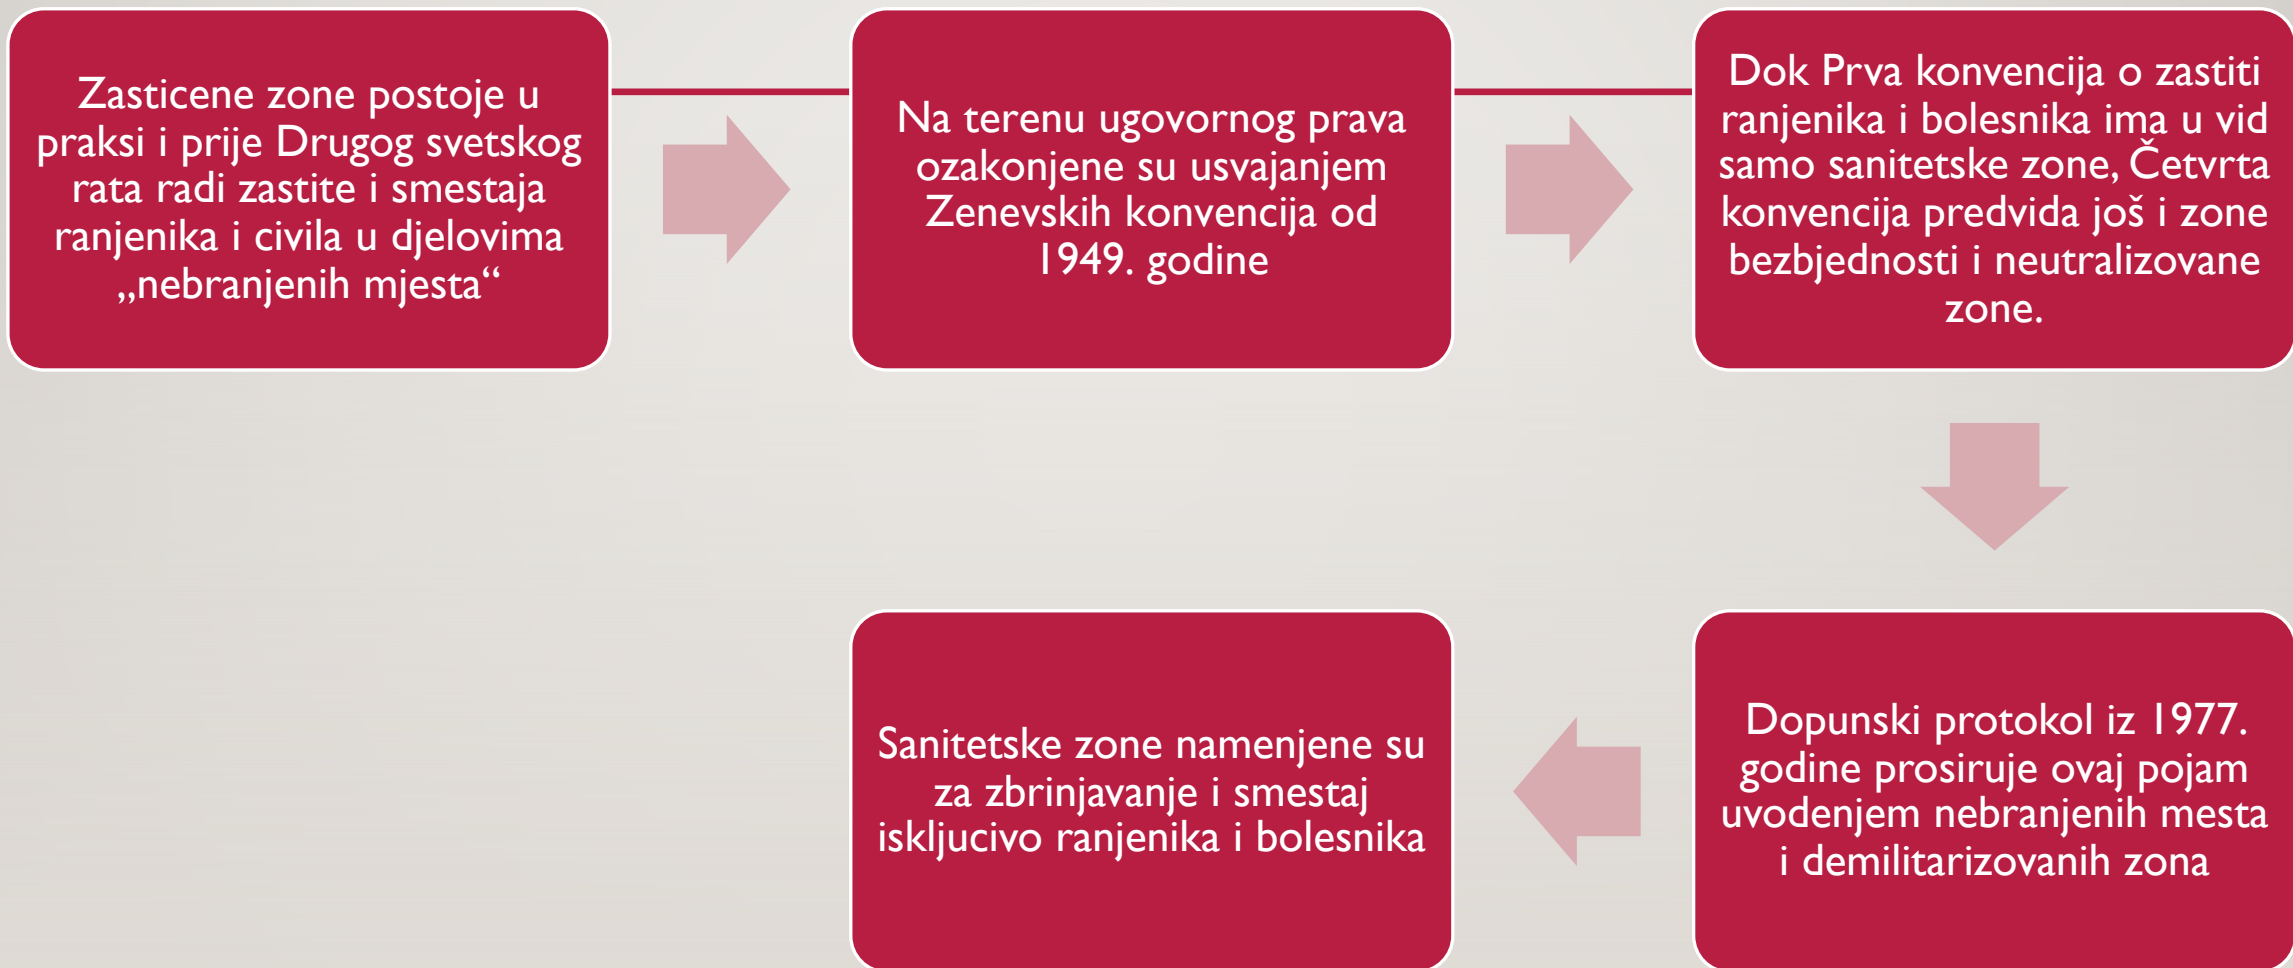 Zasticene zone postoje u
praksi i prije Drugog svetskog
rata radi zastite i smestaja
ranjenika i civila u djelovima
„nebranjenih mjesta“
Na terenu ugovornog prava
ozakonjene su usvajanjem
Zenevskih konvencija od
1949. godine
Dok Prva konvencija o zastiti
ranjenika i bolesnika ima u vid
samo sanitetske zone, Četvrta
konvencija predvida još i zone
bezbjednosti i neutralizovane
zone.
Dopunski protokol iz 1977.
godine prosiruje ovaj pojam
uvodenjem nebranjenih mesta
i demilitarizovanih zona
Sanitetske zone namenjene su
za zbrinjavanje i smestaj
iskljucivo ranjenika i bolesnika